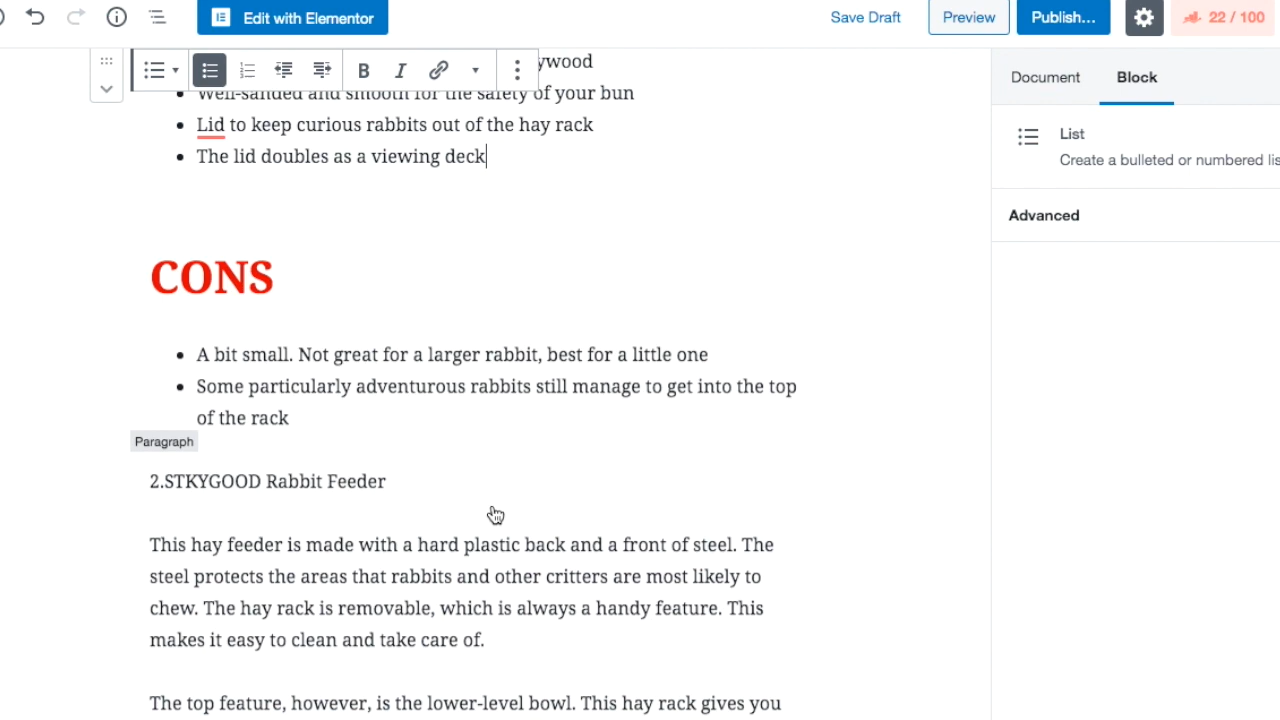 Edit with Elementor
Save Draft
Preview
Publish...
22 / 100
B
I
ywood
Well-sanded and smooth for the safety of your bun
Lid to keep curious rabbits out of the hay rack
The lid doubles as a viewing deck
CONS
A bit small. Not great for a larger rabbit, best for a little one
Some particularly adventurous rabbits still manage to get into the top
of the rack
Paragraph
2.STKYGOOD Rabbit Feeder
This hay feeder is made with a hard plastic back and a front of steel. The
steel protects the areas that rabbits and other critters are most likely to
chew. The hay rack is removable, which is always a handy feature. This
makes it easy to clean and take care of.
The top feature, however, is the lower-level bowl. This hay rack gives you
Document
Block
List
Create a bulleted or numbered lis
Advanced